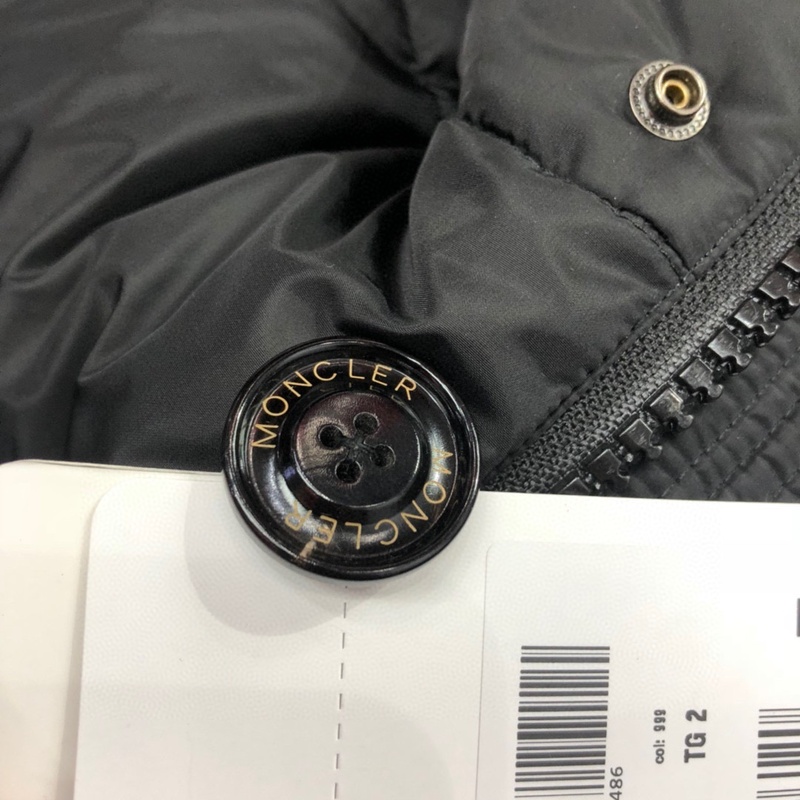 MONCLER
MONCLER
486
col: 999
TG 2